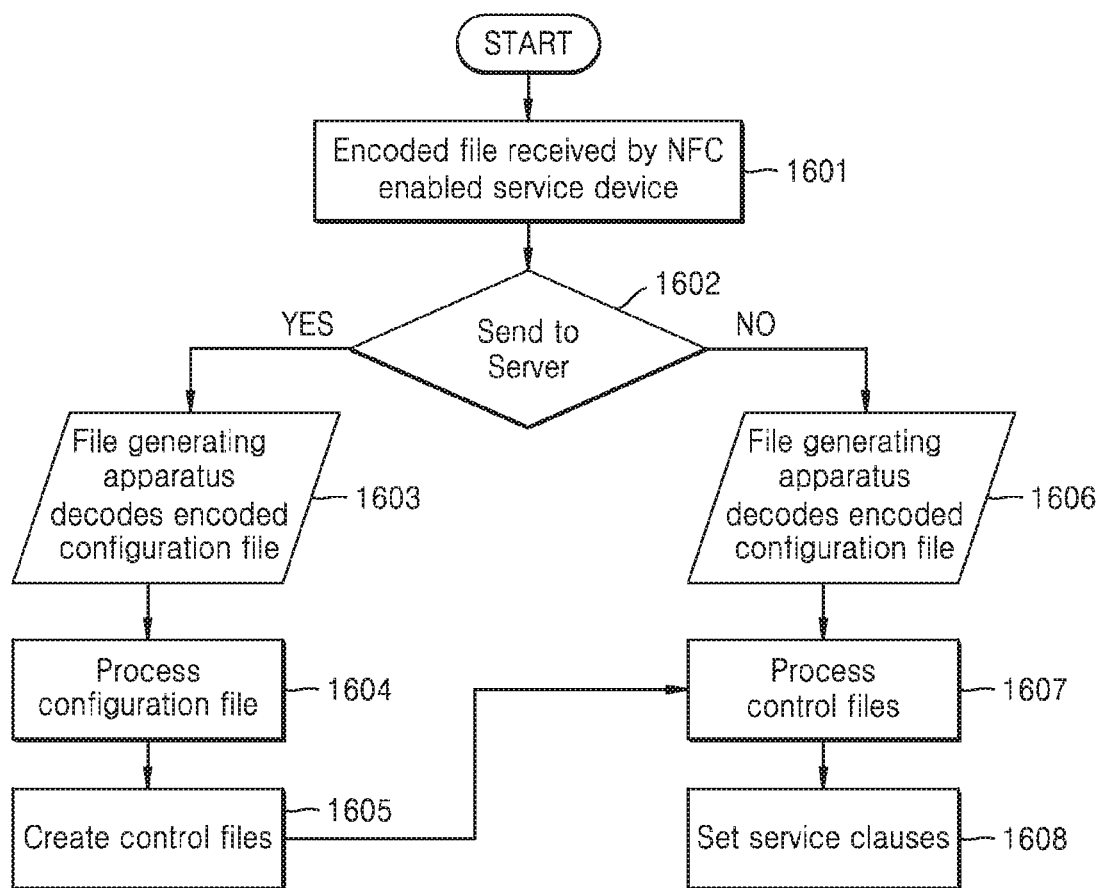 START
Encoded file received by NFC
enabled service device
1601
1602
YES
Send to
Server
NO
File generating
apparatus
decodes encoded
configuration file
1603
File generating
apparatus
decodes encoded
configuration file
1606
Process
configuration file
1604
Process
control files
1607
Create control files
1605
Set service clauses
1608